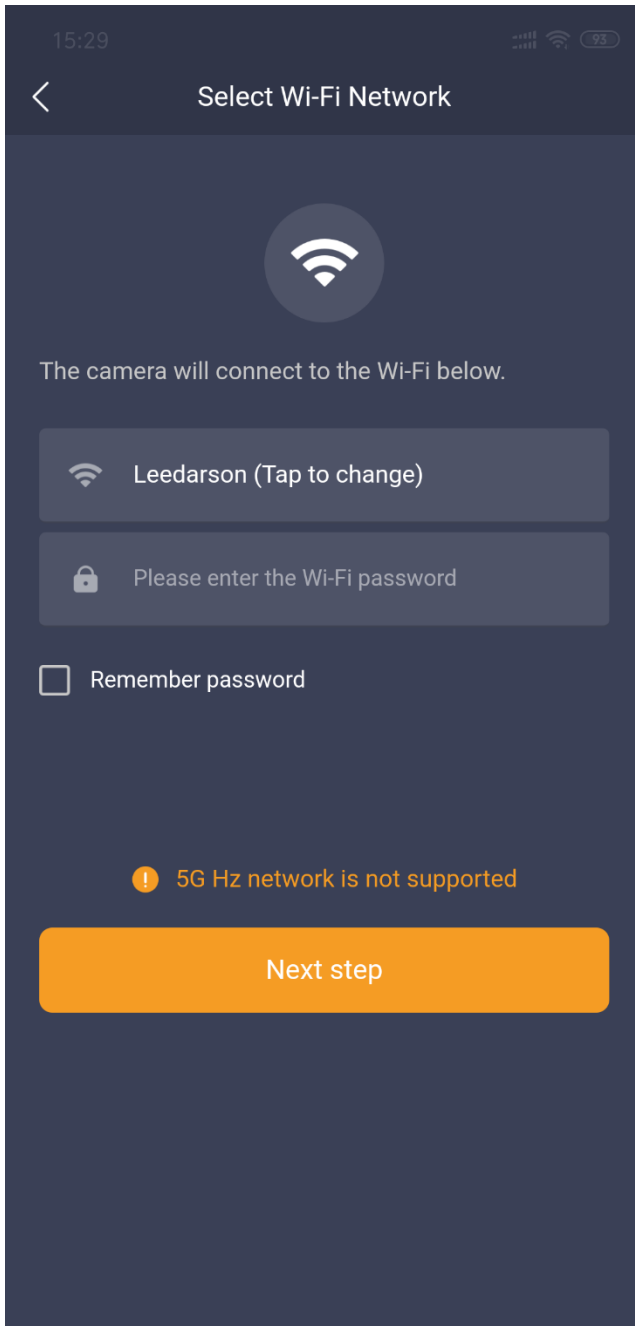 15:29
93
Select Wi-Fi Network
The camera will connect to the Wi-Fi below.
Leedarson (Tap to change)
Please enter the Wi-Fi password
Remember password
! 5G Hz network is not supported
Next step